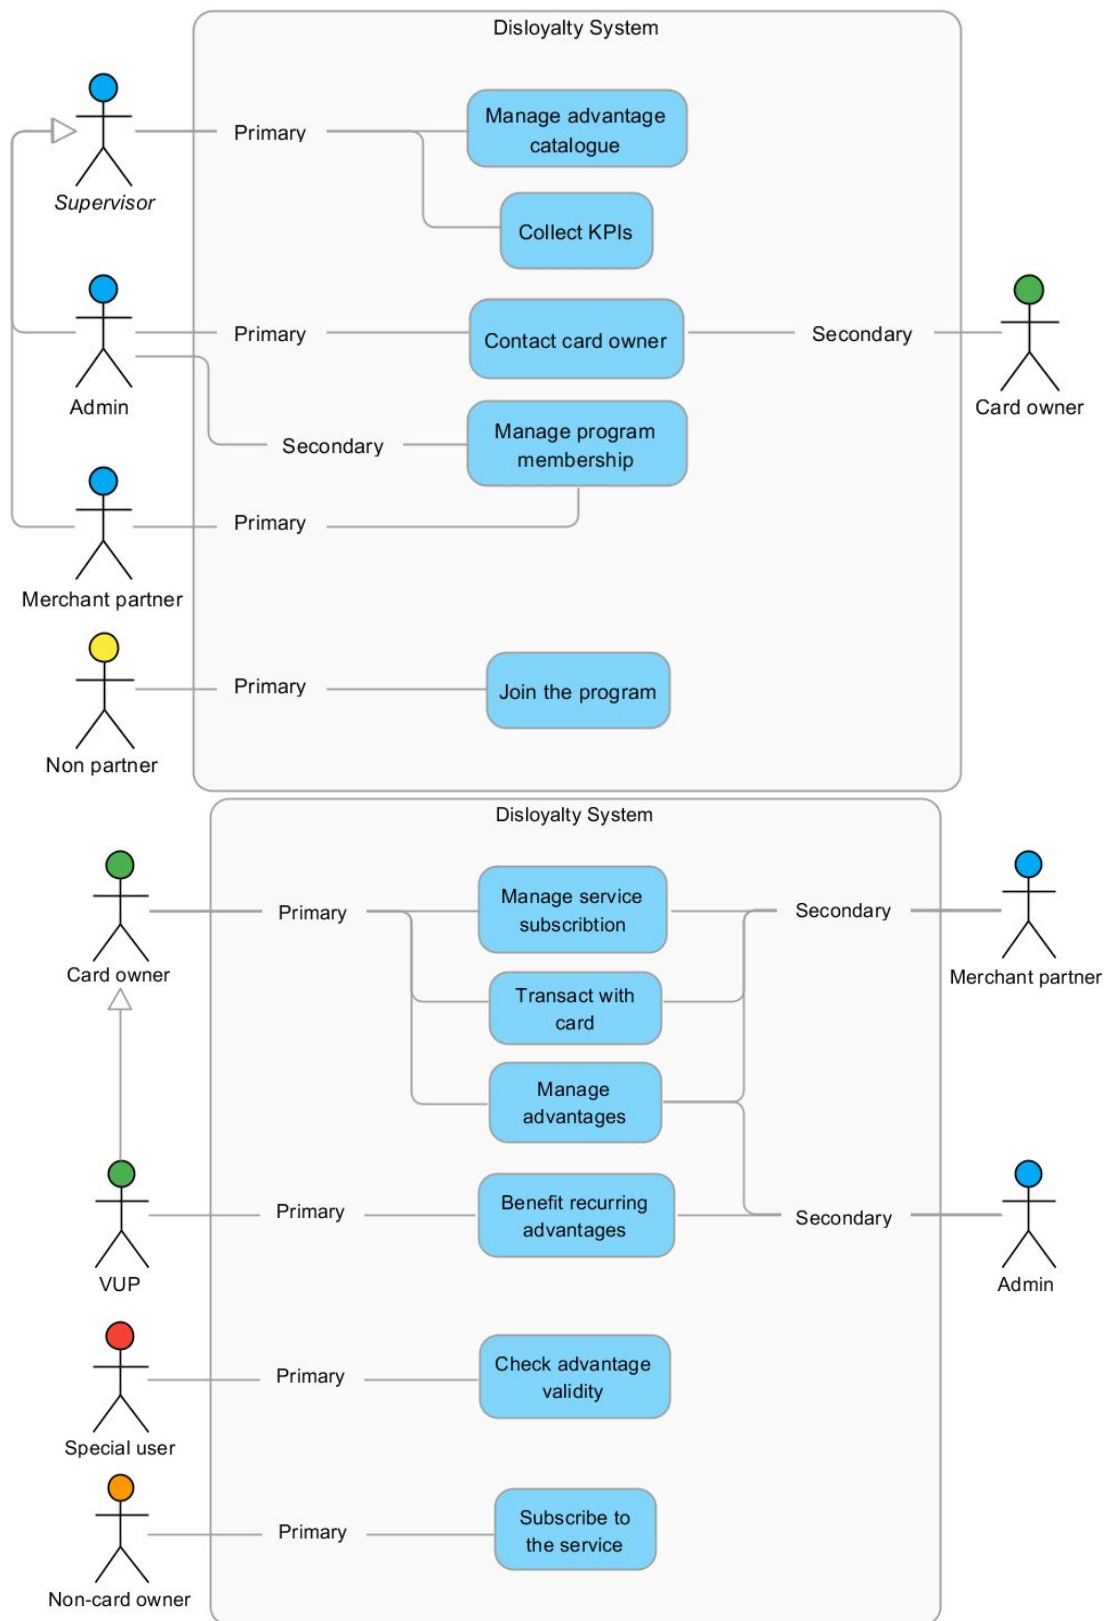 Disloyalty System
Primary
Manage advantage
catalogue
Supervisor
Collect KPIs
Admin
Primary
Contact card owner
Secondary
Card owner
Secondary
Manage program
membership
Merchant partner
Primary
Non partner
Primary
Join the program
Disloyalty System
Card owner
Primary
Manage service
subscribtion
Secondary
Merchant partner
Transact with
card
Manage
advantages
VUP
Primary
Benefit recurring
advantages
Secondary
Admin
Special user
Primary
Check advantage
validity
Non-card owner
Primary
Subscribe to
the service